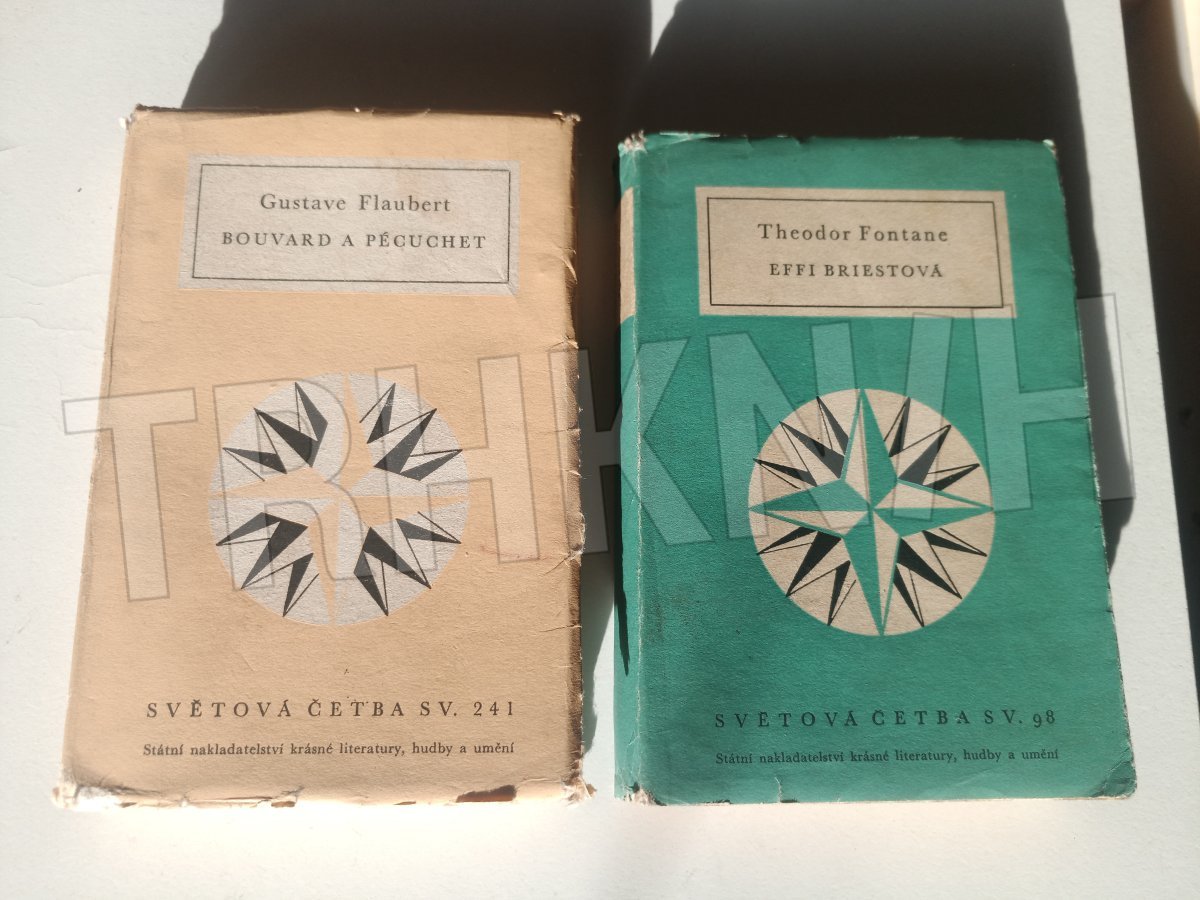 Gustave Flaubert
BOUVARD A PÉCUCHET
SVĚTOVÁ ČETBA SV. 241
Státní nakladatelství krásné literatury, hudby a umění
Theodor Fontane
EFFI BRIESTOVÁ
SVĚTOVÁ ČETBA SV. 98
Státní nakladatelství krásné literatury, hudby a umění
TRHKNIH